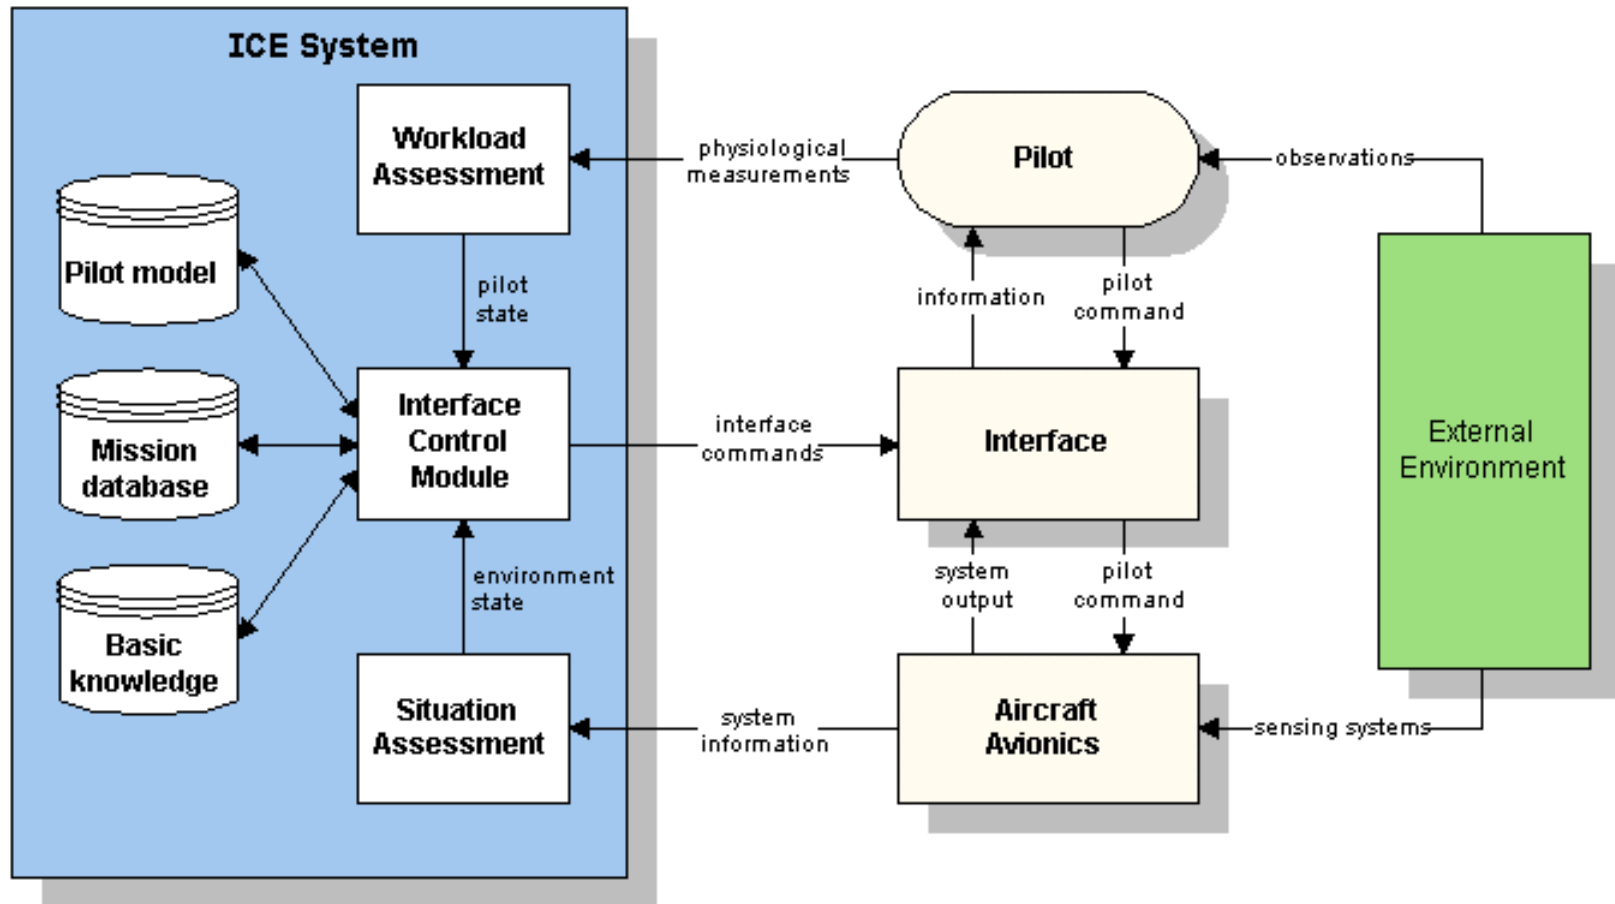 ICE System
Workload
Assessment
physiological
measurements
Pilot
observations
Pilot model
pilot
state
information
pilot
command
Mission
database
Interface
Control
Module
interface
commands
Interface
External
Environment
Basic
knowledge
environment
state
system
output
pilot
command
Situation
Assessment
system
information
Aircraft
Avionics
sensing systems